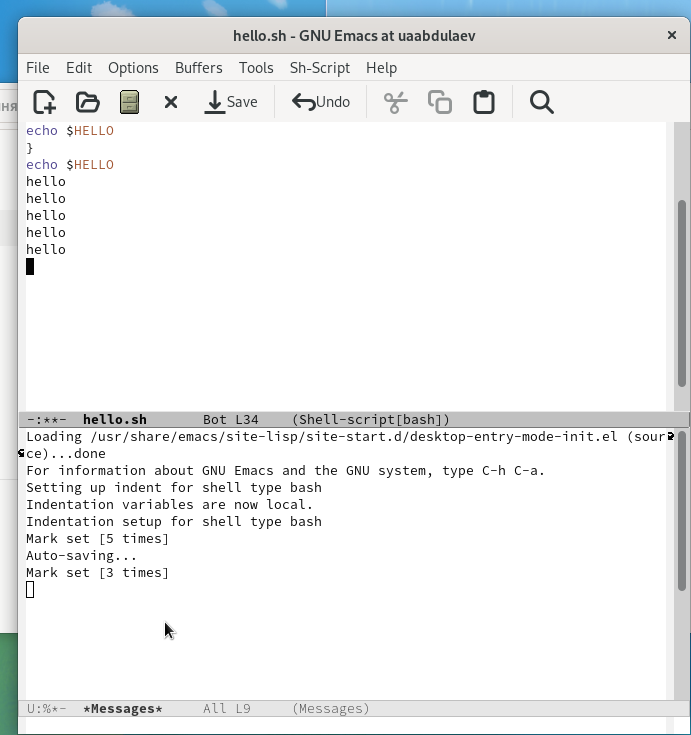 hello.sh - GNU Emacs at uaabdulaev
File Edit Options Buffers Tools Sh-Script Help
Save Undo
ня
echo $HELLO
}
echo $HELLO
hello
hello
hello
hello
hello
-:**- hello.sh Bot L34 (Shell-script[bash])
Loading /usr/share/emacs/site-lisp/site-start.d/desktop-entry-mode-init.el (sour
ce)...done
For information about GNU Emacs and the GNU system, type C-h C-a.
Setting up indent for shell type bash
Indentation variables are now local.
Indentation setup for shell type bash
Mark set [5 times]
Auto-saving...
Mark set [3 times]
U:%*- *Messages* All L9 (Messages)